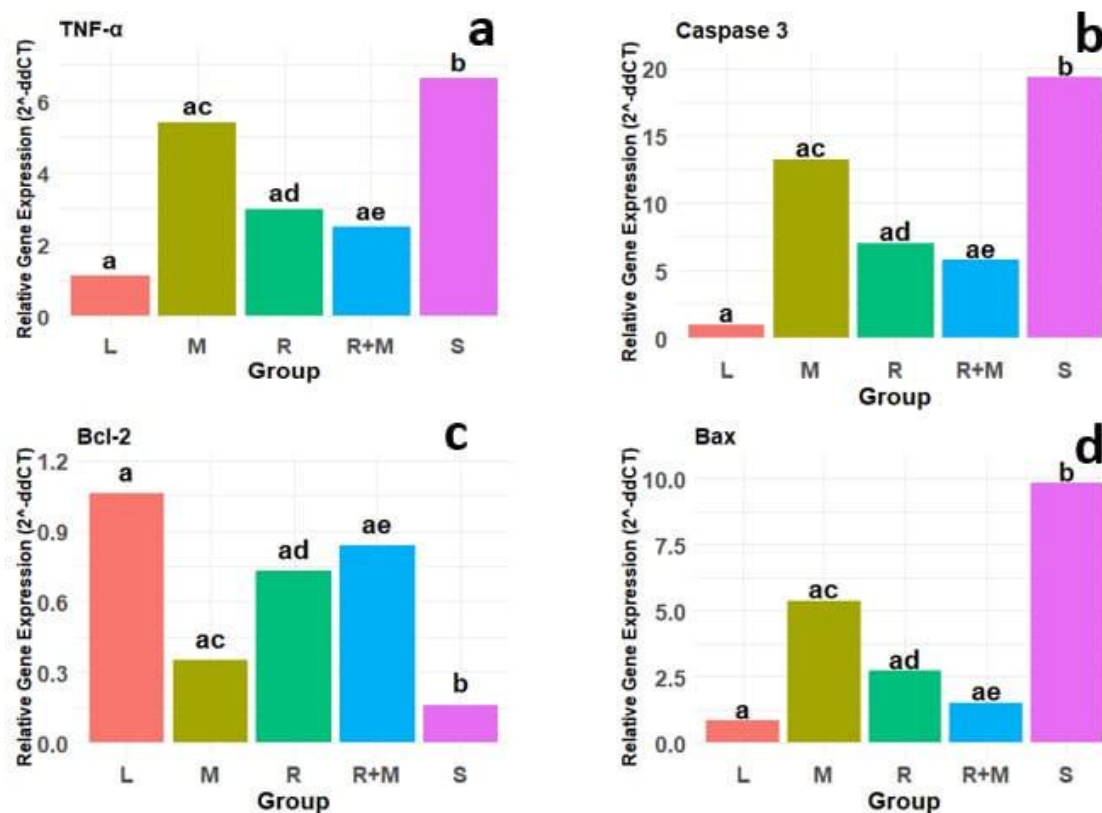 TNF-α
a
Relative Gene Expression (2^-ddCT)
6
4
2
0
a
ac
ad
ae
b
L M R R+M S
Group
Caspase 3
b
Relative Gene Expression (2^-ddCT)
20
15
10
5
0
a
ac
ad
ae
b
L M R R+M S
Group
Bcl-2
c
Relative Gene Expression (2^-ddCT)
1.2
0.9
0.6
0.3
0.0
a
ac
ad
ae
b
L M R R+M S
Group
Bax
d
Relative Gene Expression (2^-ddCT)
10.0
7.5
5.0
2.5
0.0
a
ac
ad
ae
b
L M R R+M S
Group